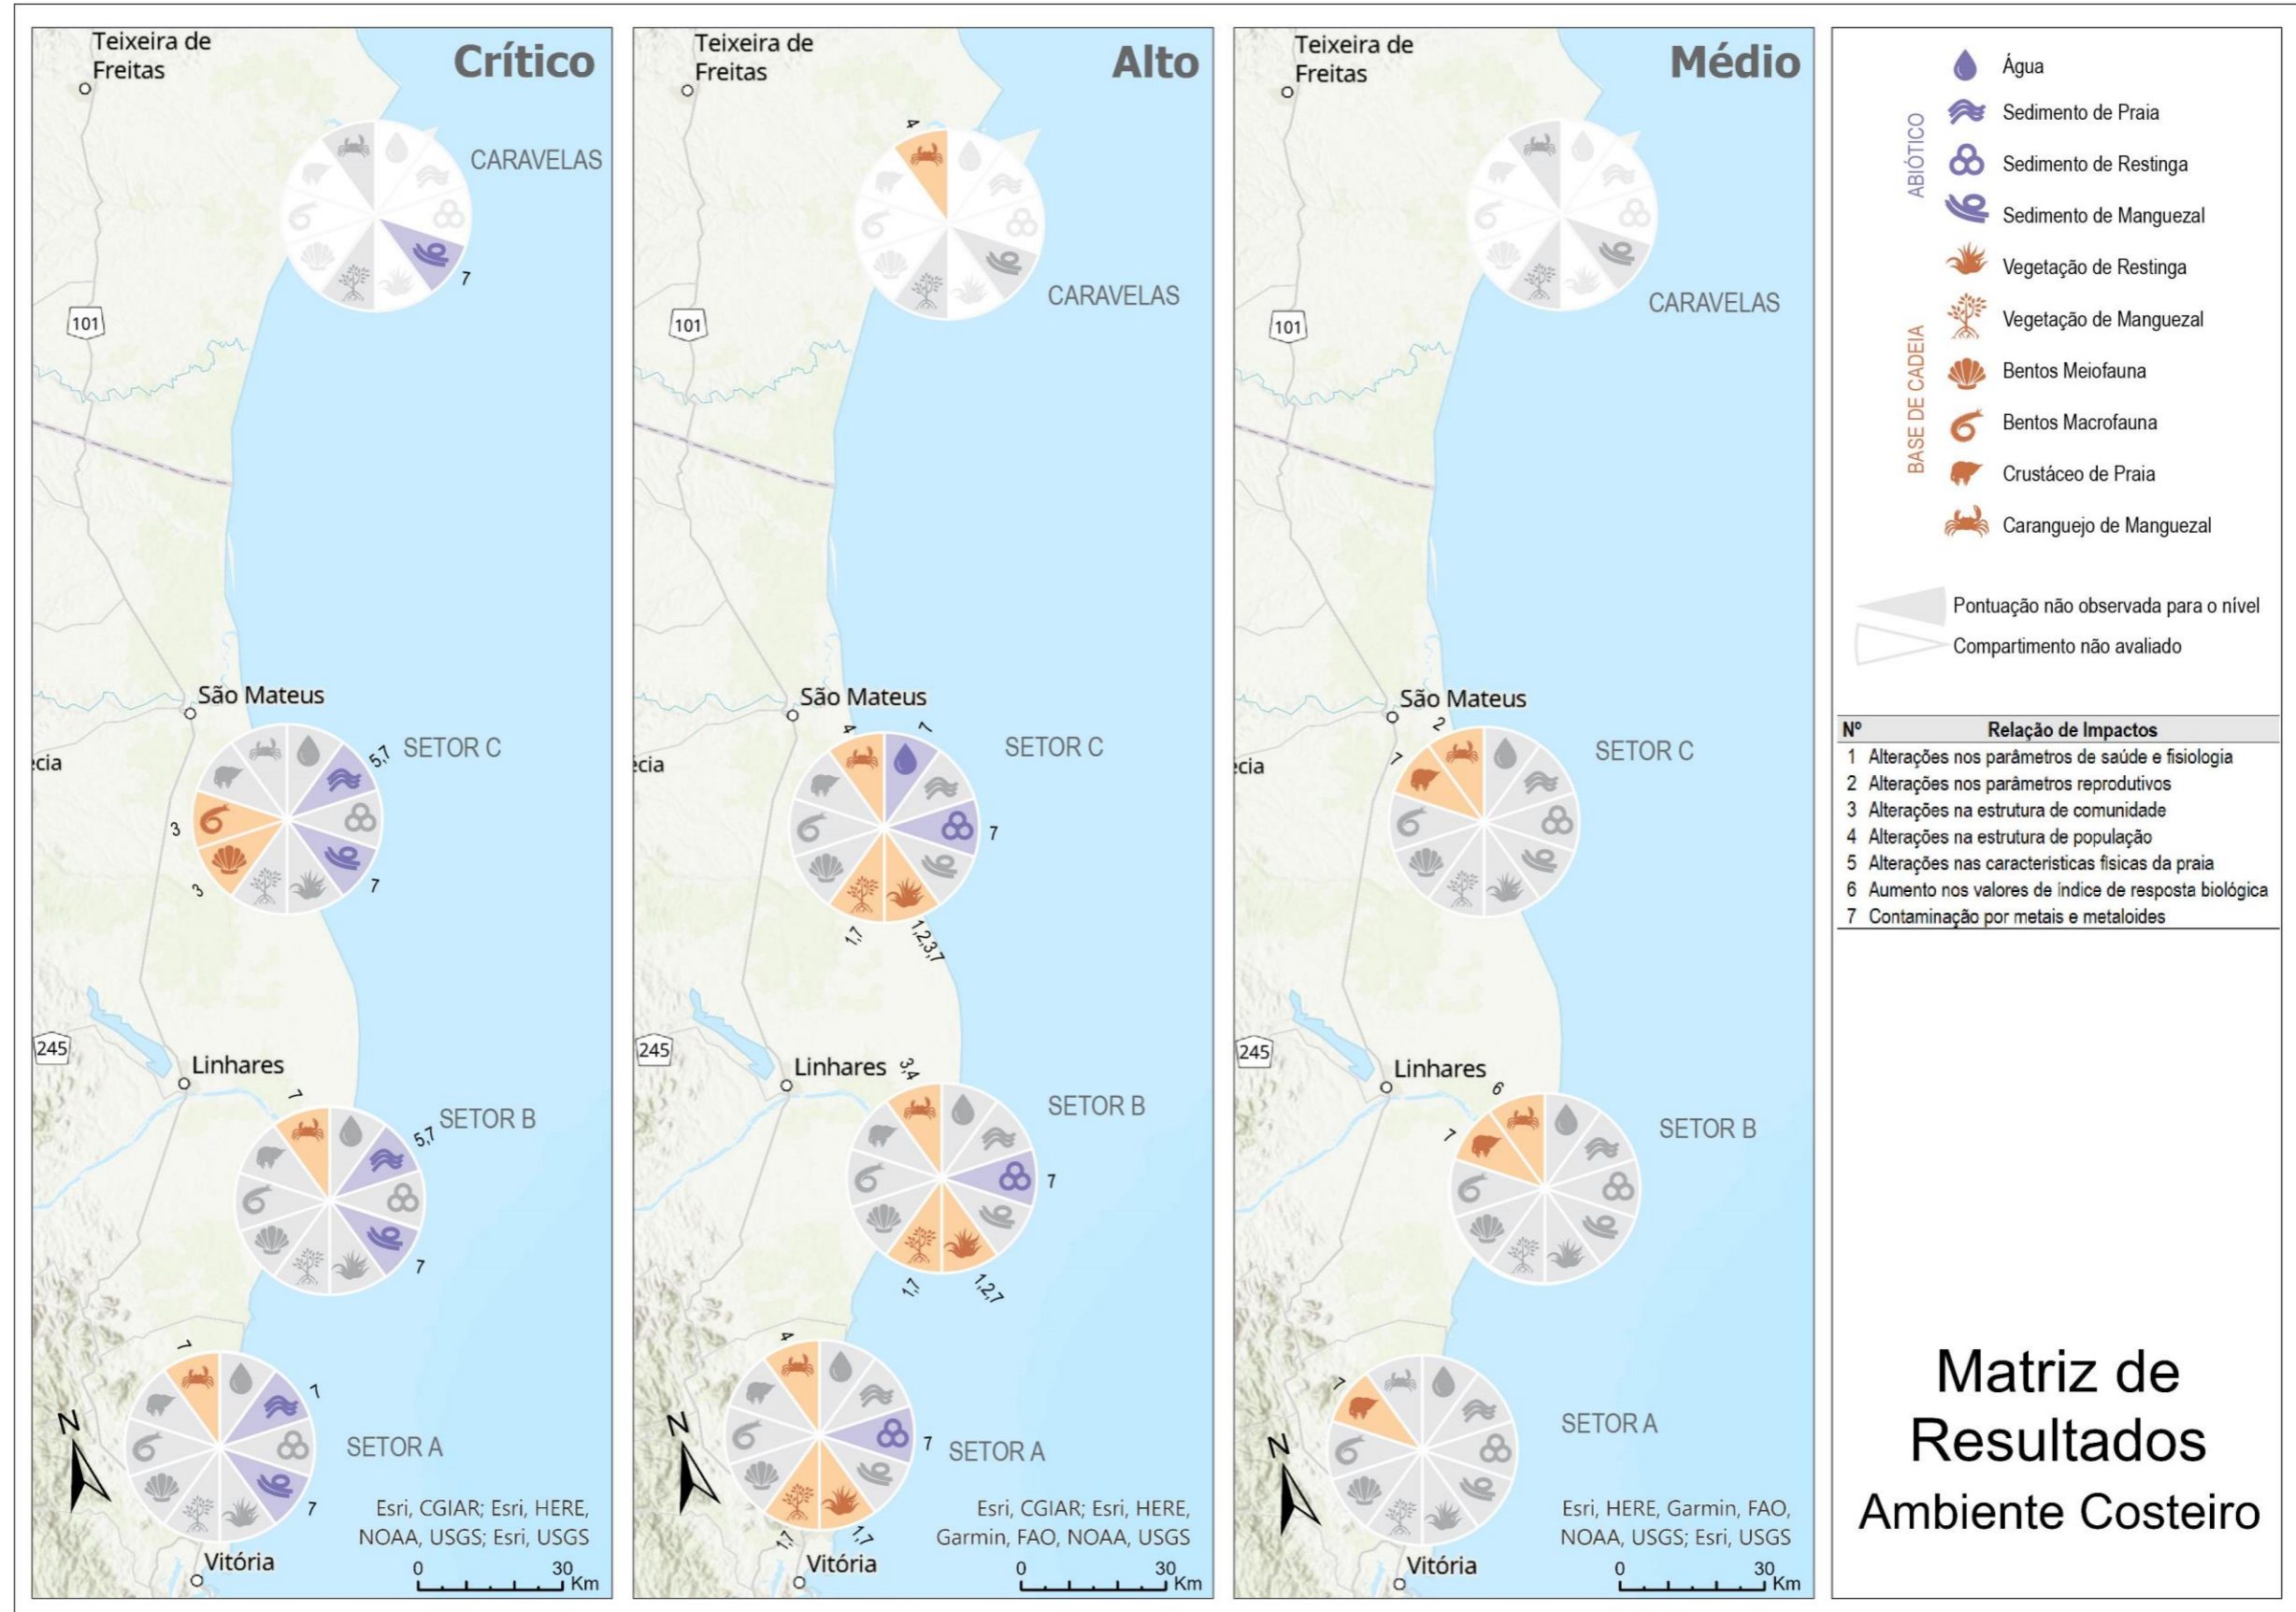 Crítico
Teixeira de
Freitas
CARAVELAS
7
101
São Mateus
SETOR C
5,7
7
3
3
245
Linhares
7
SETOR B
5,7
7
7
7
SETOR A
7
N
Esri, CGIAR; Esri, HERE,
NOAA, USGS; Esri, USGS
Vitória
0 30
Km
Alto
Teixeira de
Freitas
4
CARAVELAS
101
São Mateus
4
7
SETOR C
écia
7
1,7
1,2,3,7
245
Linhares
3,4
SETOR B
7
1,7
1,2,7
4
7
SETOR A
N
Esri, CGIAR; Esri, HERE,
Garmin, FAO, NOAA, USGS
1,7
1,7
Vitória
0 30
Km
Médio
Teixeira de
Freitas
CARAVELAS
101
São Mateus
2
7
SETOR C
ecia
245
Linhares
6
7
SETOR B
7
SETOR A
N
Esri, HERE, Garmin, FAO,
NOAA, USGS; Esri, USGS
Vitória
0 30
Km
ABIÓTICO
Água
Sedimento de Praia
Sedimento de Restinga
Sedimento de Manguezal
BASE DE CADEIA
Vegetação de Restinga
Vegetação de Manguezal
Bentos Meiofauna
Bentos Macrofauna
Crustáceo de Praia
Caranguejo de Manguezal
Pontuação não observada para o nível
Compartimento não avaliado
Nº Relação de Impactos
1 Alterações nos parâmetros de saúde e fisiologia
2 Alterações nos parâmetros reprodutivos
3 Alterações na estrutura de comunidade
4 Alterações na estrutura de população
5 Alterações nas características físicas da praia
6 Aumento nos valores de índice de resposta biológica
7 Contaminação por metais e metaloides
Matriz de
Resultados
Ambiente Costeiro